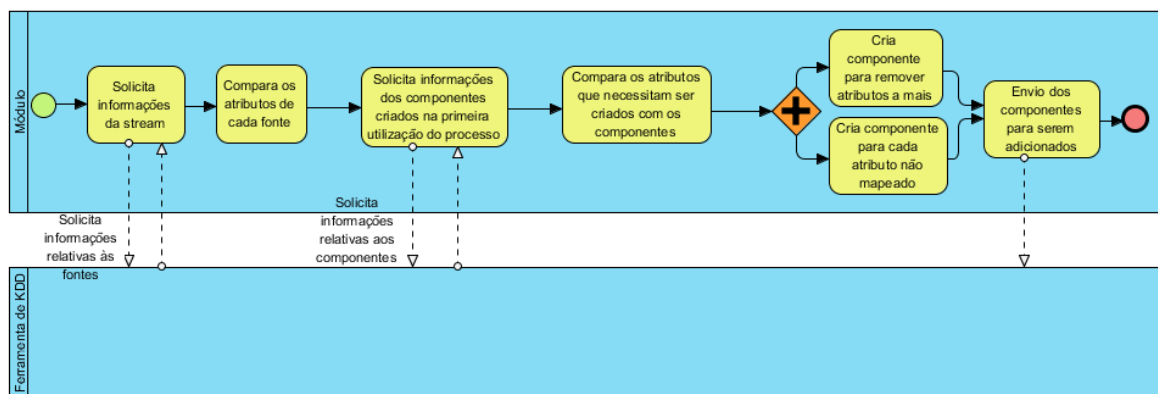 Módulo
Solicita
informações
da stream
Compara os
atributos de
cada fonte
Solicita informações
dos componentes
criados na primeira
utilização do processo
Compara os atributos
que necessitam ser
criados com os
componentes
Cria
componente
para remover
atributos a mais
Cria componente
para cada
atributo não
mapeado
Envio dos
componentes
para serem
adicionados
Solicita
informações
relativas às
fontes
Solicita
informações
relativas aos
componentes
Ferramenta de KDD